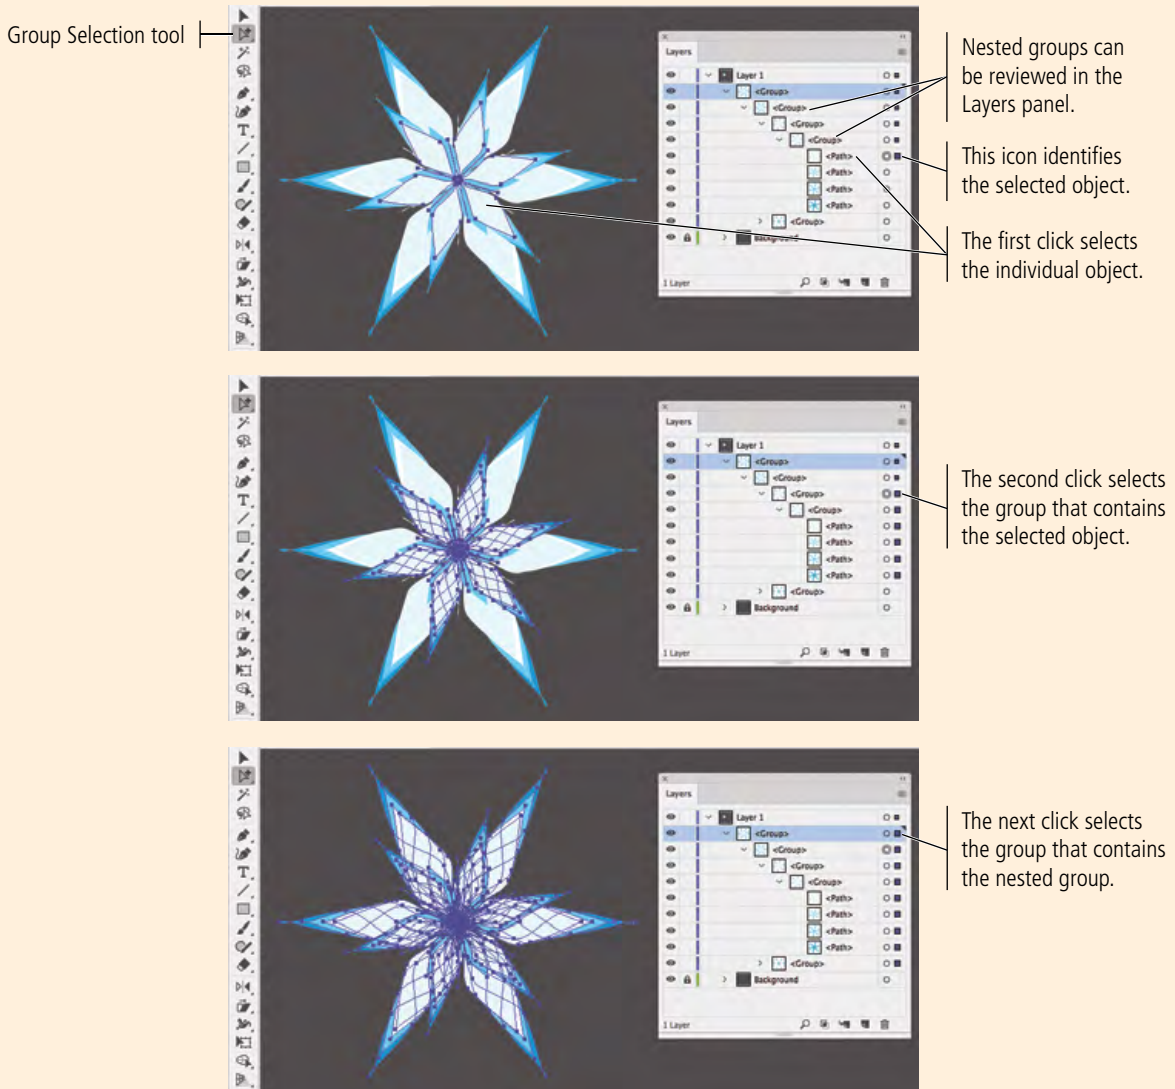 Group Selection tool
Layers
Layer 1
<Group>
<Group>
<Group>
<Group>
<Path>
<Path>
<Path>
<Path>
<Group>
Background
1 Layer
Nested groups can
be reviewed in the
Layers panel.
This icon identifies
the selected object.
The first click selects
the individual object.
Layers
Layer 1
<Group>
<Group>
<Group>
<Group>
<Path>
<Path>
<Path>
<Path>
<Group>
Background
1 Layer
The second click selects
the group that contains
the selected object.
Layers
Layer 1
<Group>
<Group>
<Group>
<Group>
<Path>
<Path>
<Path>
<Path>
<Group>
Background
1 Layer
The next click selects
the group that contains
the nested group.